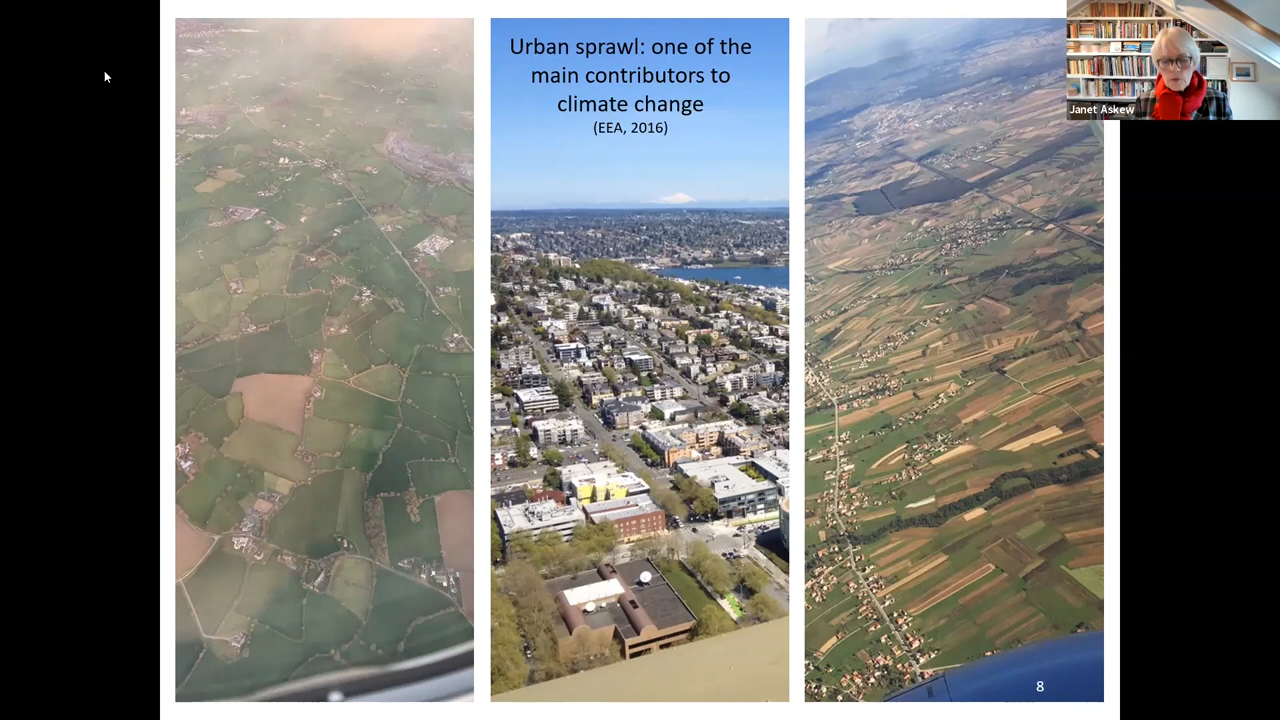 Urban sprawl: one of the
main contributors to
climate change
(EEA, 2016)
Janet Askew
8